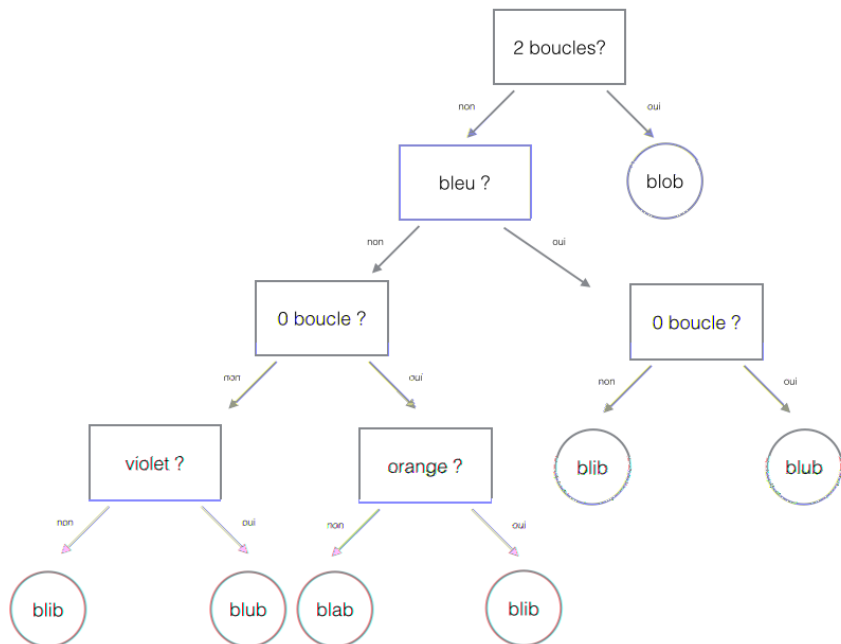 2 boucles?
non
oui
bleu ?
blob
non
oui
0 boucle ?
0 boucle ?
non
oui
non
oui
violet ?
orange ?
blib
blub
non
oui
non
oui
blib
blub
blab
blib